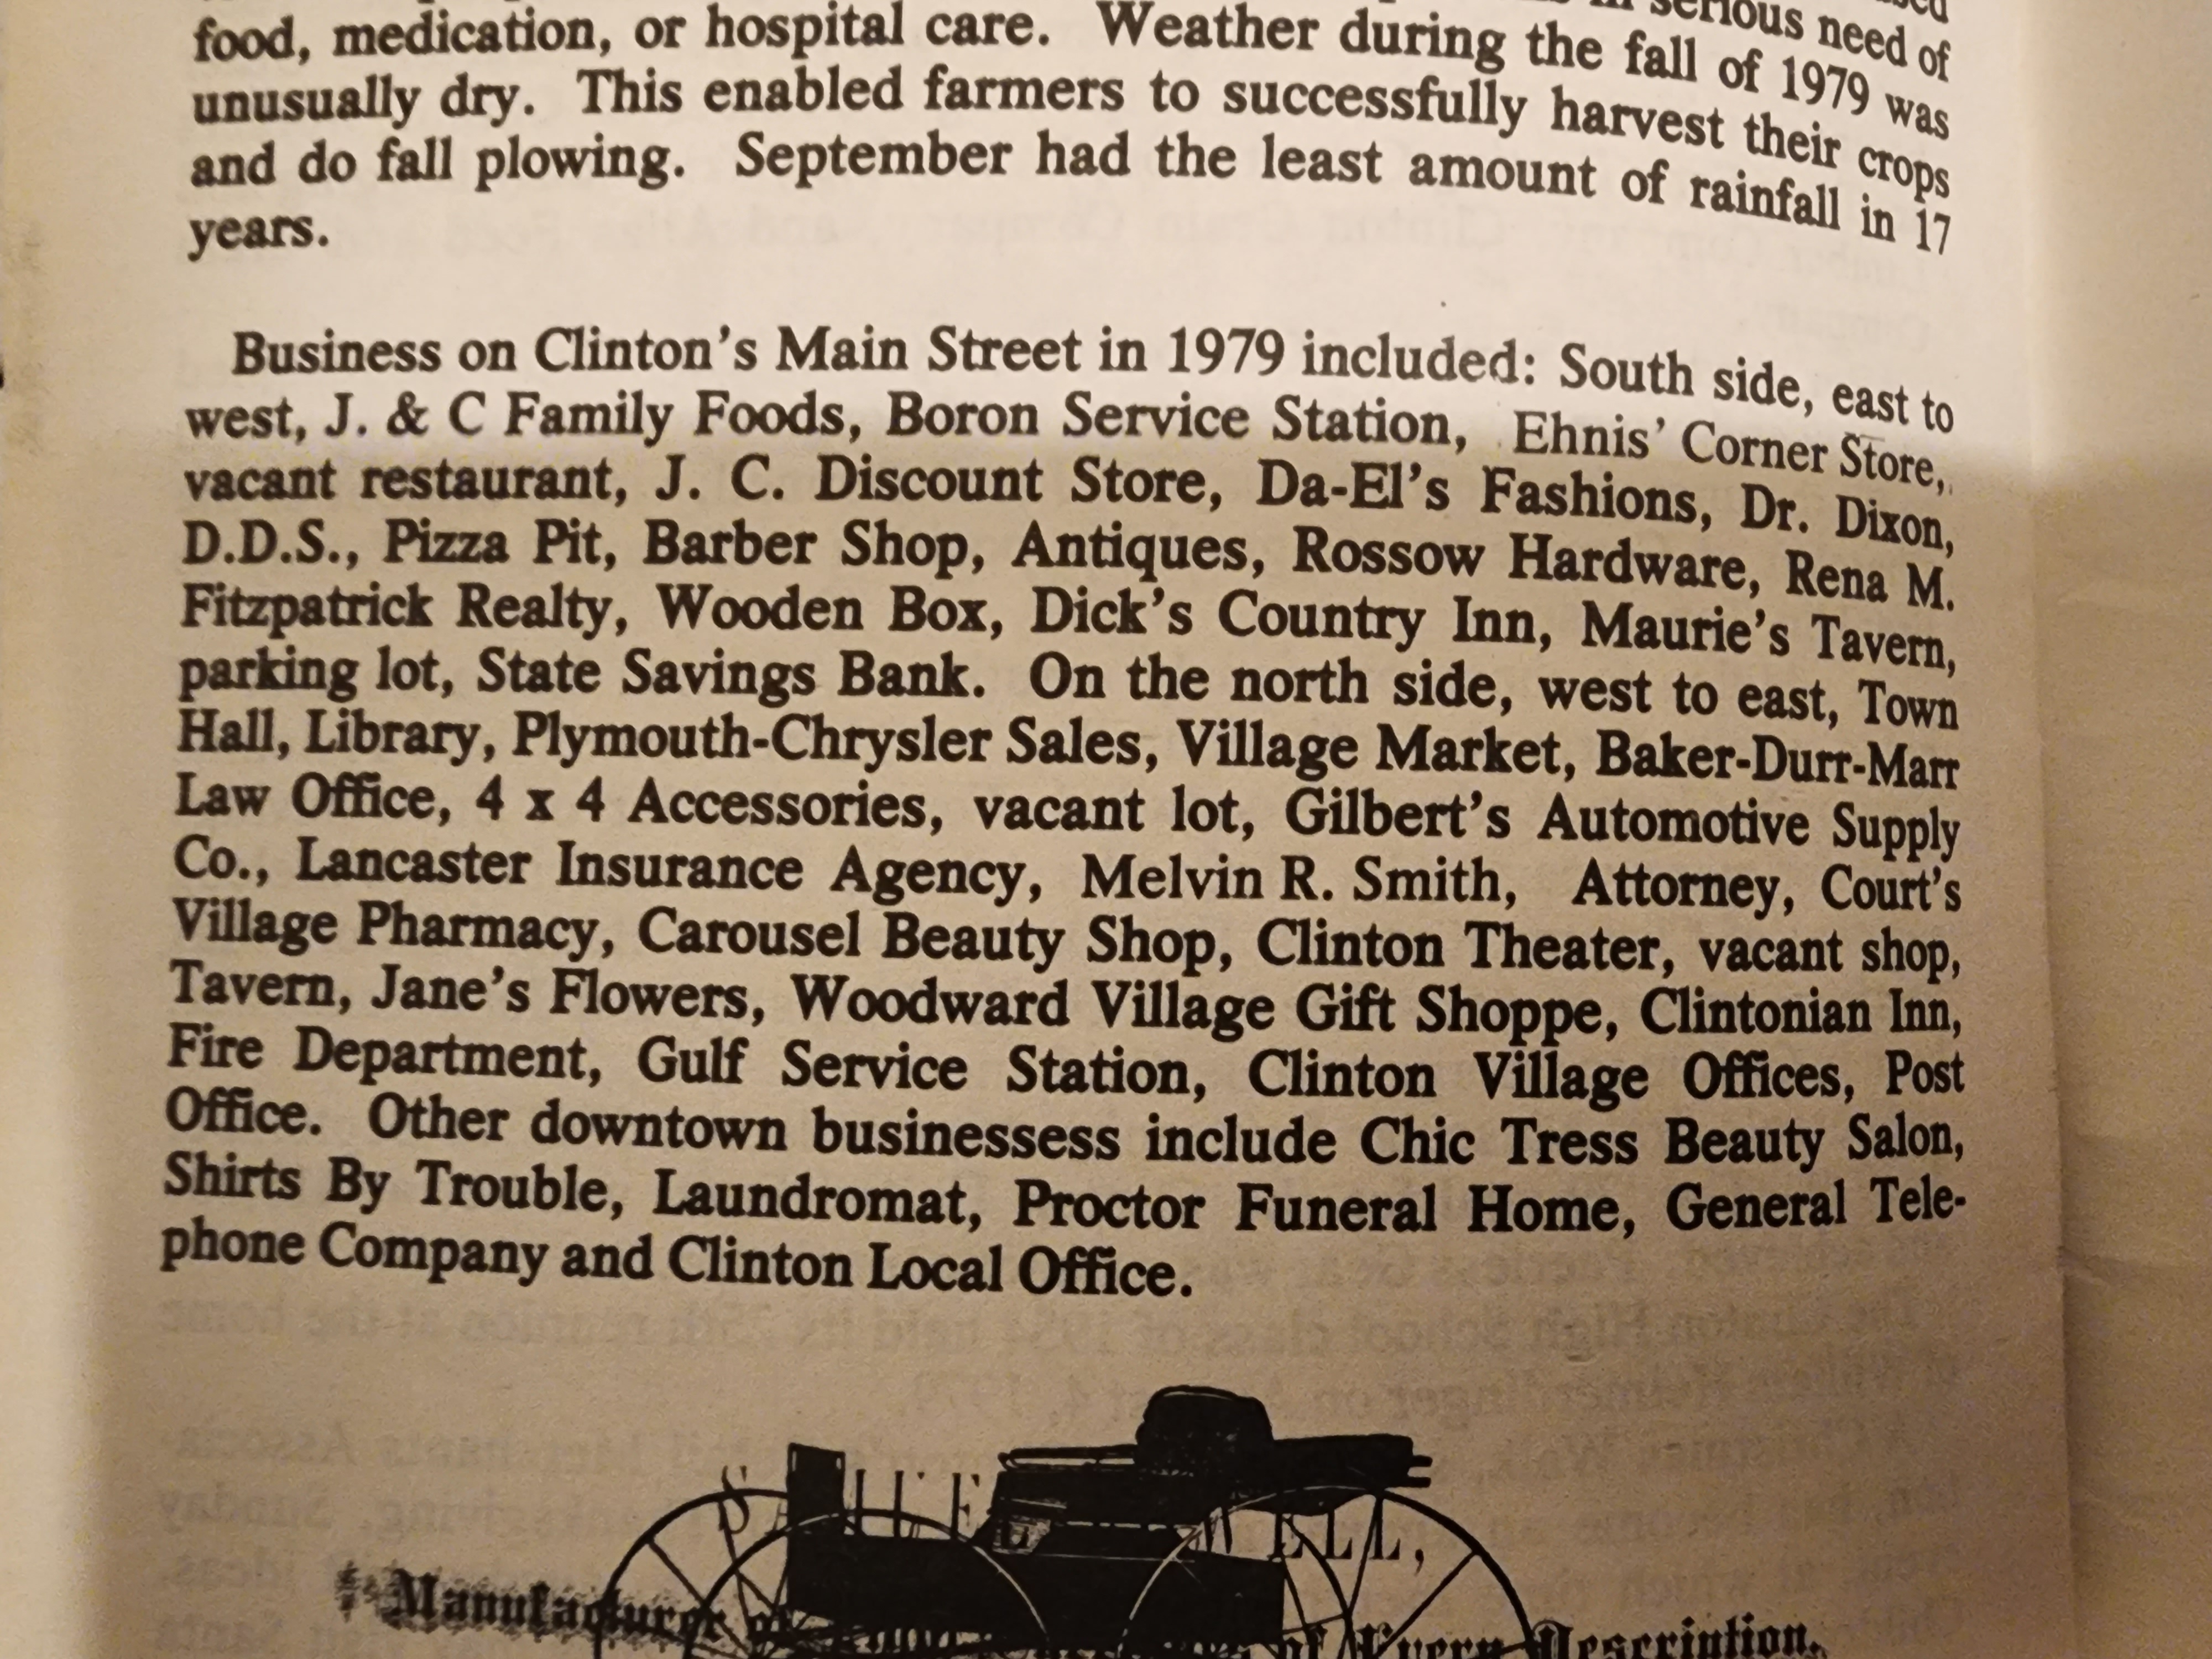 serious need of
food, medication, or hospital care. Weather during the fall of 1979 was
unusually dry. This enabled farmers to successfully harvest their crops
and do fall plowing. September had the least amount of rainfall in 17
years.
Business on Clinton's Main Street in 1979 included: South side, east to
west, J. & C Family Foods, Boron Service Station, Ehnis' Corner Store,
vacant restaurant, J. C. Discount Store, Da-El's Fashions, Dr. Dixon,
D.D.S., Pizza Pit, Barber Shop, Antiques, Rossow Hardware, Rena M.
Fitzpatrick Realty, Wooden Box, Dick's Country Inn, Maurie's Tavern,
parking lot, State Savings Bank. On the north side, west to east, Town
Hall, Library, Plymouth-Chrysler Sales, Village Market, Baker-Durr-Marr
Law Office, 4 x 4 Accessories, vacant lot, Gilbert's Automotive Supply
Co., Lancaster Insurance Agency, Melvin R. Smith, Attorney, Court's
Village Pharmacy, Carousel Beauty Shop, Clinton Theater, vacant shop,
Tavern, Jane's Flowers, Woodward Village Gift Shoppe, Clintonian Inn,
Fire Department, Gulf Service Station, Clinton Village Offices, Post
Office. Other downtown businessess include Chic Tress Beauty Salon,
Shirts By Trouble, Laundromat, Proctor Funeral Home, General Tele-
phone Company and Clinton Local Office.
Manufacturer of Every Description.